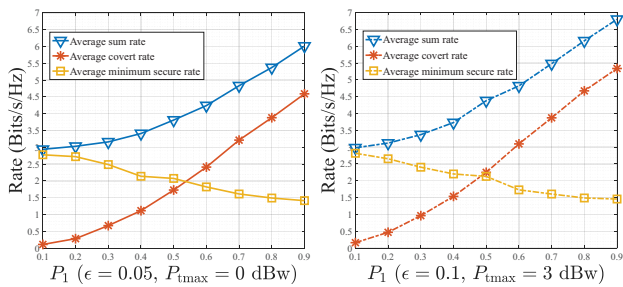 7
6.5
6
5.5
5
4.5
4
3.5
3
2.5
2
1.5
1
0.5
0
Rate (Bits/s/Hz)
Average sum rate
Average covert rate
Average minimum secure rate
0.1 0.2 0.3 0.4 0.5 0.6 0.7 0.8 0.9
P₁ (ϵ = 0.05, Pₜₘₐₓ = 0 dBw)
7
6.5
6
5.5
5
4.5
4
3.5
3
2.5
2
1.5
1
0.5
0
Rate (Bits/s/Hz)
Average sum rate
Average covert rate
Average minimum secure rate
0.1 0.2 0.3 0.4 0.5 0.6 0.7 0.8 0.9
P₁ (ϵ = 0.1, Pₜₘₐₓ = 3 dBw)